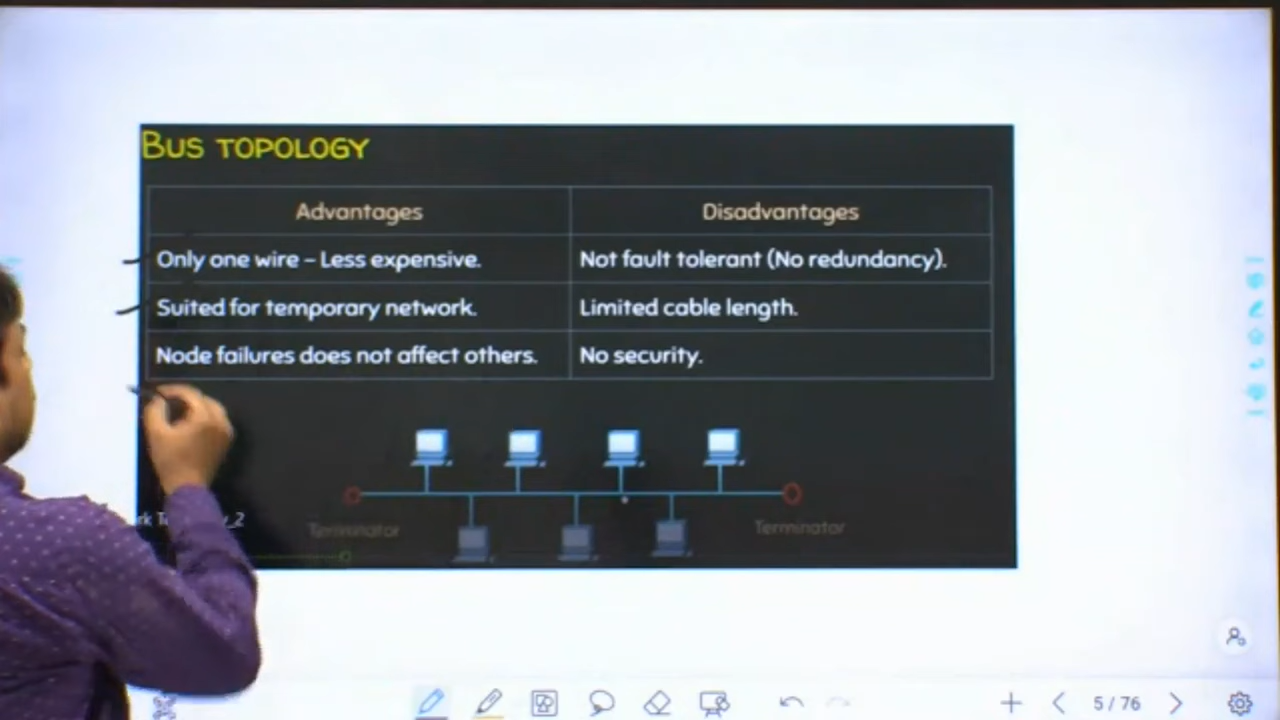 Bus topology
Advantages Disadvantages
Only one wire – Less expensive. Not fault tolerant (No redundancy).
Suited for temporary network. Limited cable length.
Node failures does not affect others. No security.
Terminator Terminator
5 / 76